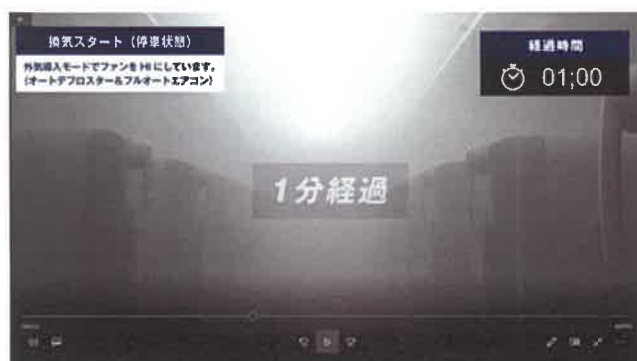 換気スタート（停車状態）
外気導入モードでファンを HI にしています。
（オートデフロスター＆フルオートエアコン）
経過時間
01;00
1分経過